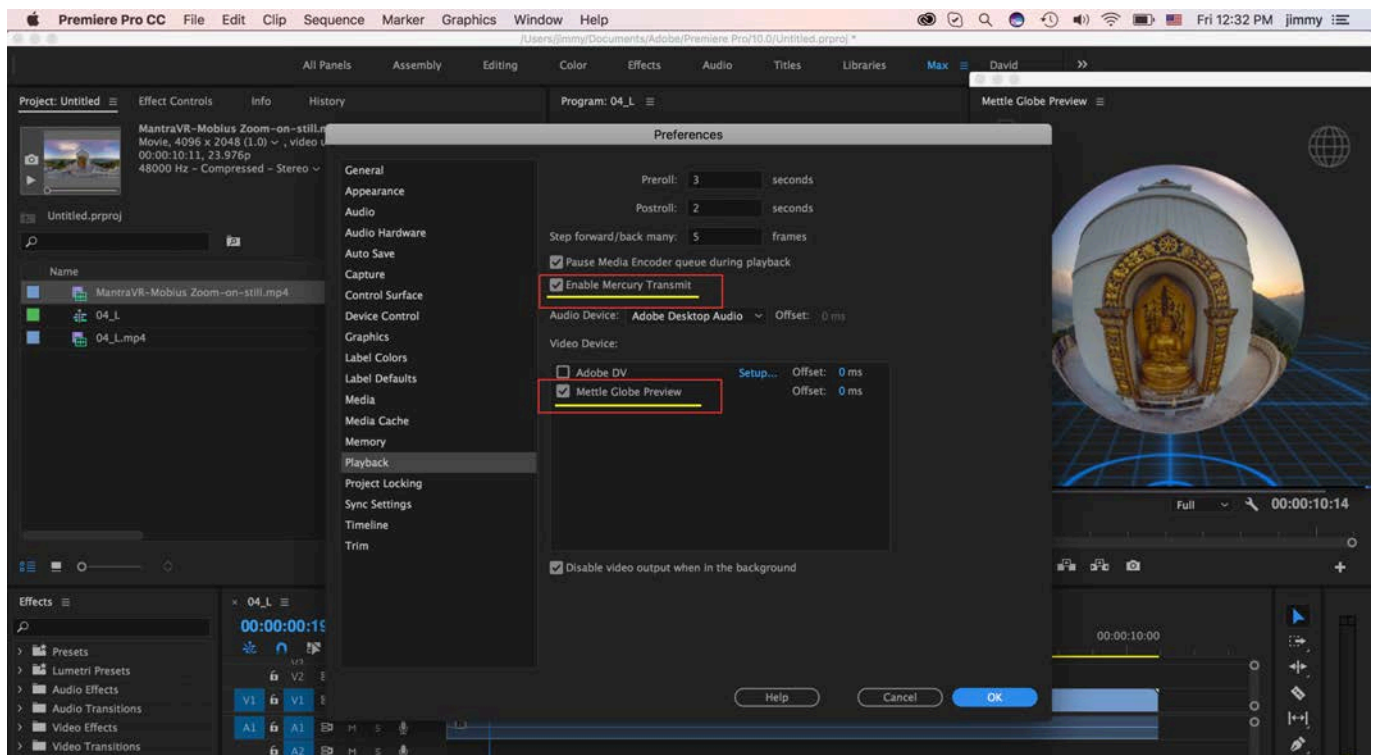 Premiere Pro CC File Edit Clip Sequence Marker Graphics Window Help Fri 12:32 PM jimmy
/Users/jimmy/Documents/Adobe/Premiere Pro/10.0/Untitled.prproj *
All Panels Assembly Editing Color Effects Audio Titles Libraries Max David >>
Project: Untitled Effect Controls Info History Program: 04_L Mettle Globe Preview
MantraVR-Mobius Zoom-on-still.m
Movie, 4096 x 2048 (1.0) , video u
00:00:10:11, 23.976p
48000 Hz - Compressed - Stereo
Untitled.prproj
Name
MantraVR-Mobius Zoom-on-still.mp4
04_L
04_L.mp4
Preferences
General
Appearance
Audio
Audio Hardware
Auto Save
Capture
Control Surface
Device Control
Graphics
Label Colors
Label Defaults
Media
Media Cache
Memory
Playback
Project Locking
Sync Settings
Timeline
Trim
Preroll: 3 seconds
Postroll: 2 seconds
Step forward/back many: 5 frames
Pause Media Encoder queue during playback
Enable Mercury Transmit
Audio Device: Adobe Desktop Audio Offset: 0 ms
Video Device:
Adobe DV Setup... Offset: 0 ms
Mettle Globe Preview Offset: 0 ms
Disable video output when in the background
Help Cancel OK
Full 00:00:10:14
Effects
Presets
Lumetri Presets
Audio Effects
Audio Transitions
Video Effects
Video Transitions
× 04_L
00:00:00:19
00:00:10:00
V2
V1 V1
A1 A1 M S
A2 M S